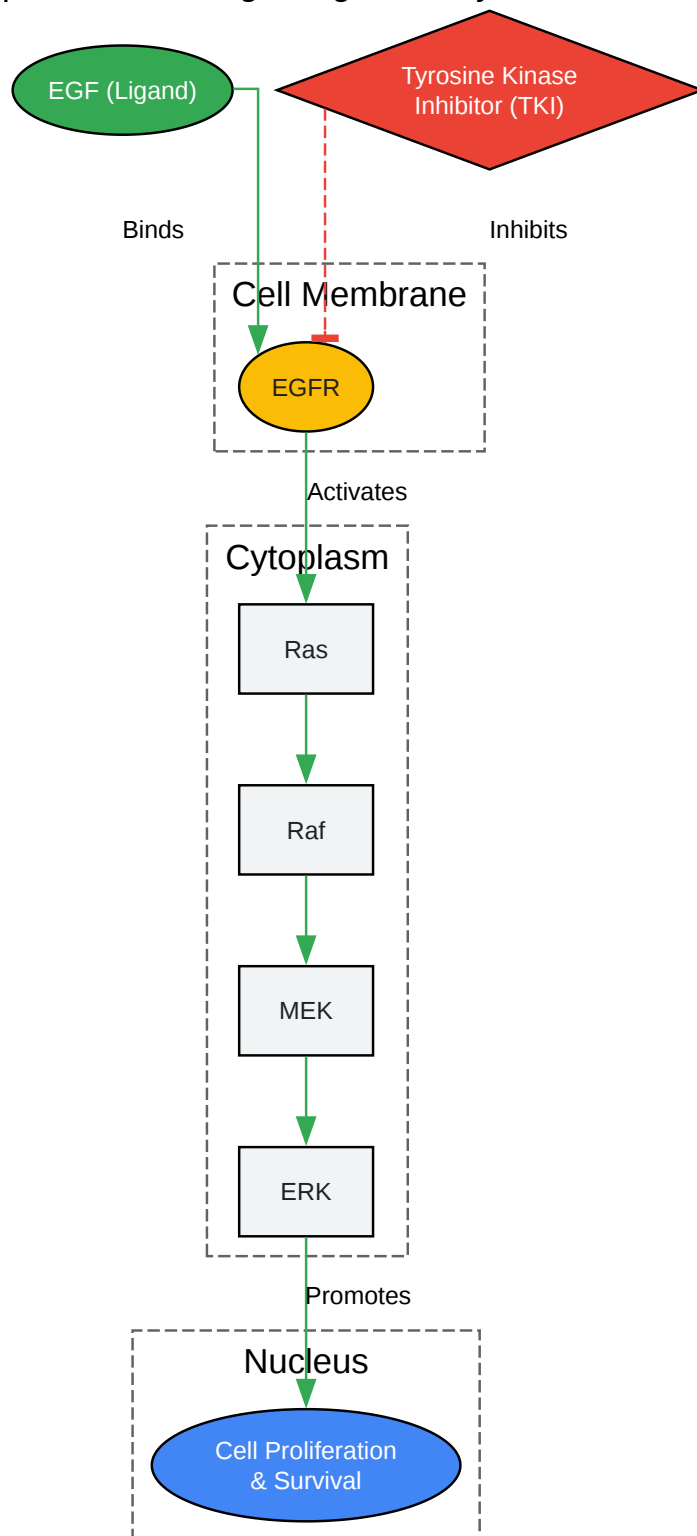 EGF (Ligand)
Tyrosine Kinase
Inhibitor (TKI)
Binds
Inhibits
Cell Membrane
EGFR
Activates
Cytoplasm
Ras
Raf
MEK
ERK
Promotes
Nucleus
Cell Proliferation
& Survival